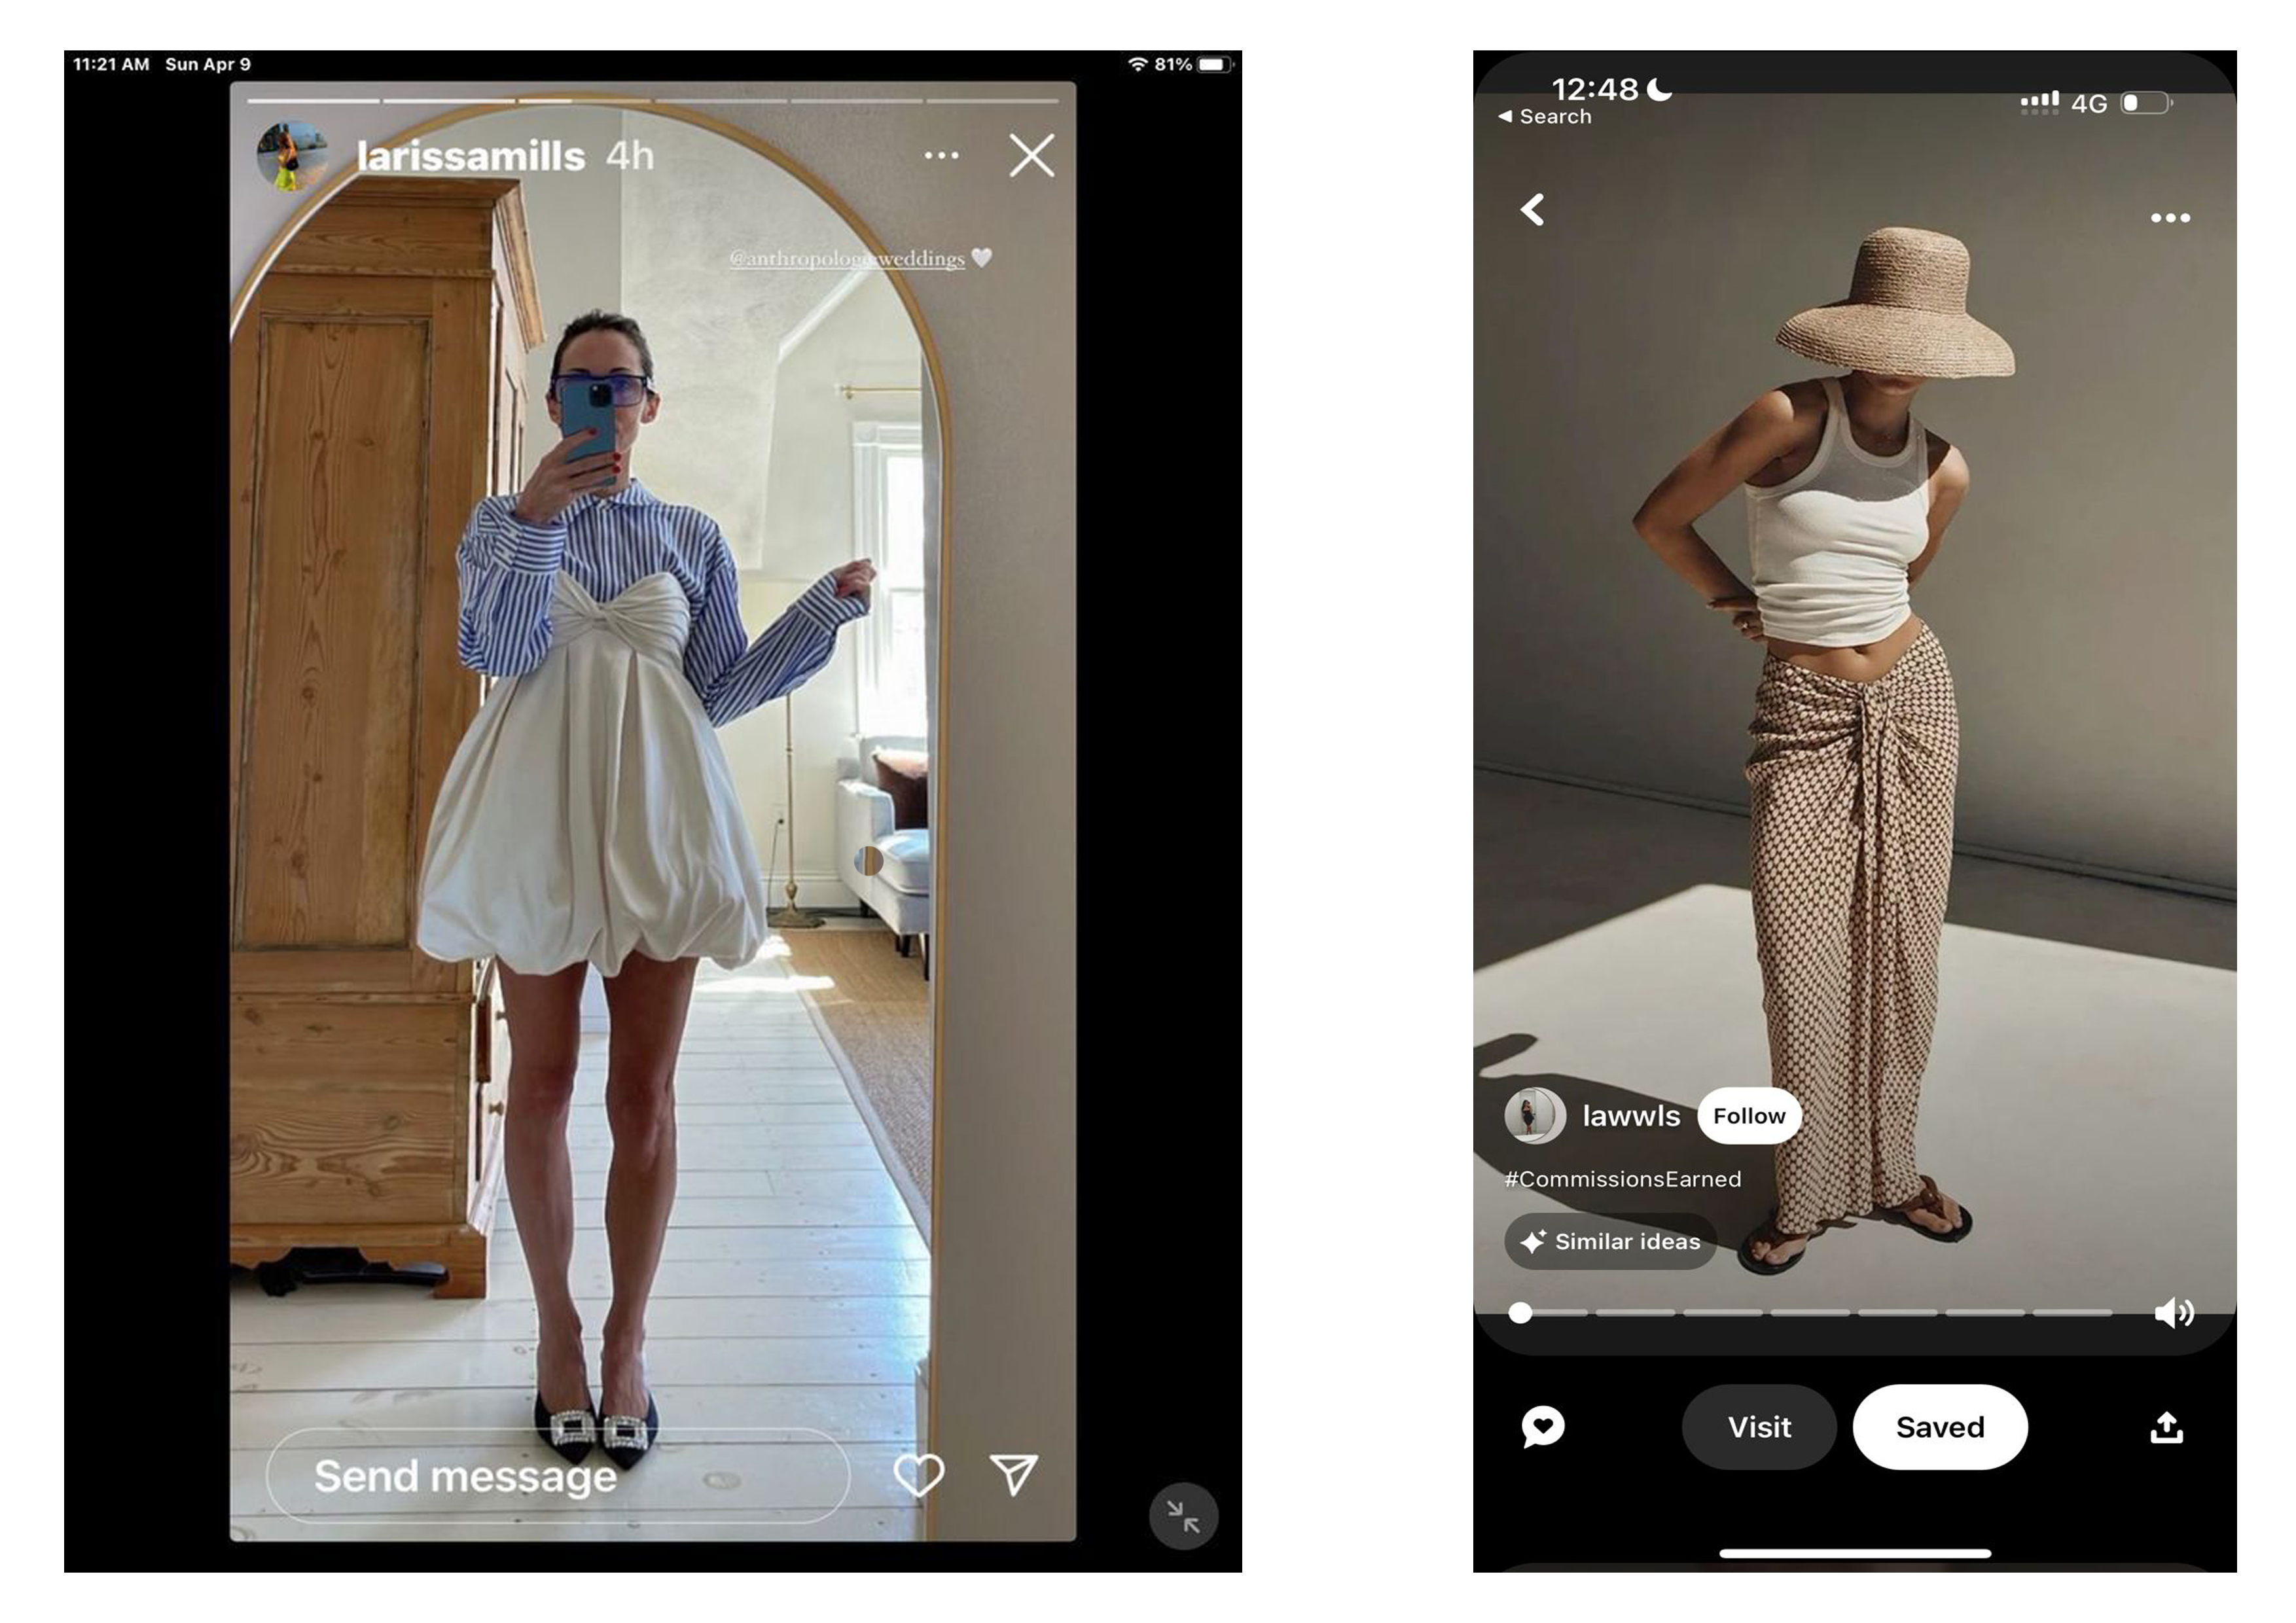 11:21 AM Sun Apr 9
81%
larissamills 4h
@anthropologieweddings
Send message
12:48
4G
Search
lawwls Follow
#CommissionsEarned
Similar ideas
Visit Saved